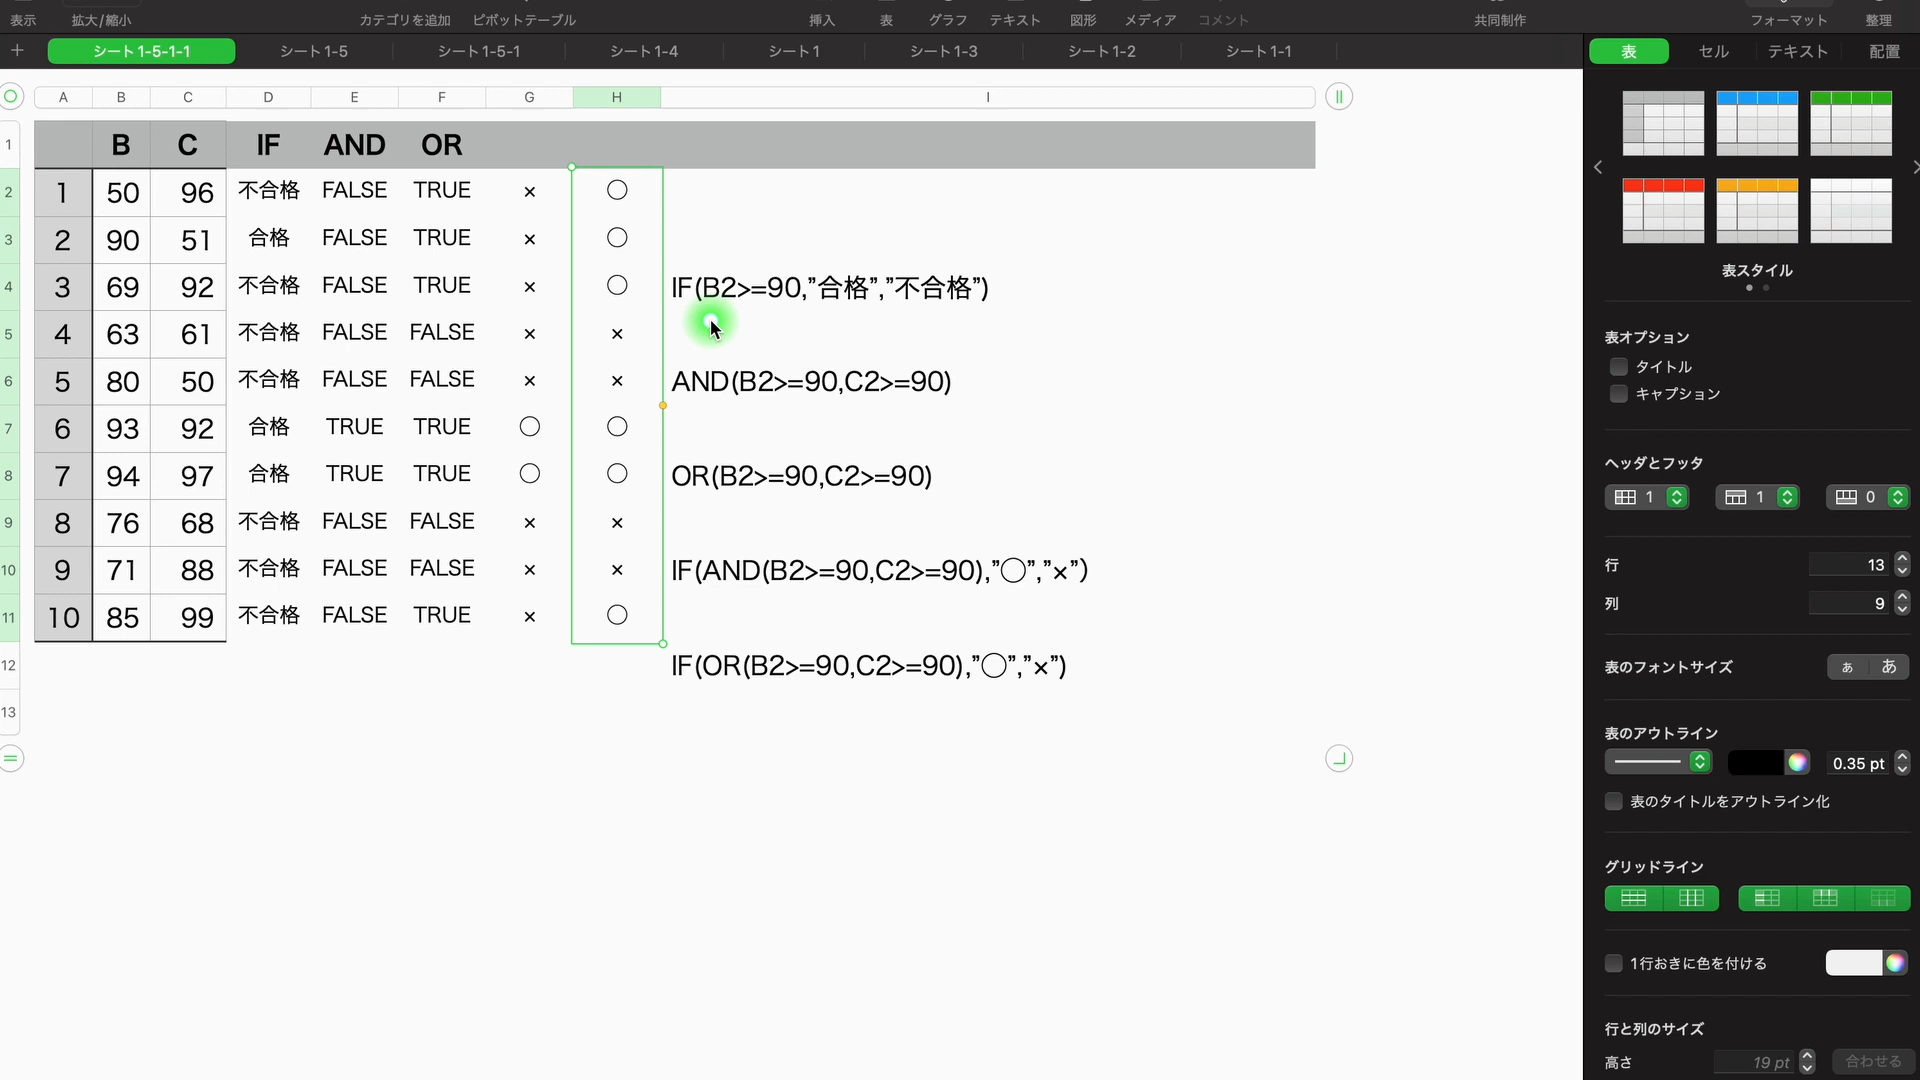 表示 拡大/縮小 カテゴリを追加 ピボットテーブル 挿入 表 グラフ テキスト 図形 メディア コメント 共同制作 フォーマット 整理
+ シート1-5-1-1 シート1-5 シート1-5-1 シート1-4 シート1 シート1-3 シート1-2 シート1-1
表 セル テキスト 配置
A B C D E F G H I
1 B C IF AND OR
2 1 50 96 不合格 FALSE TRUE × ○
3 2 90 51 合格 FALSE TRUE × ○
4 3 69 92 不合格 FALSE TRUE × ○ IF(B2>=90,”合格”,”不合格”)
5 4 63 61 不合格 FALSE FALSE × ×
6 5 80 50 不合格 FALSE FALSE × × AND(B2>=90,C2>=90)
7 6 93 92 合格 TRUE TRUE ○ ○
8 7 94 97 合格 TRUE TRUE ○ ○ OR(B2>=90,C2>=90)
9 8 76 68 不合格 FALSE FALSE × ×
10 9 71 88 不合格 FALSE FALSE × × IF(AND(B2>=90,C2>=90),”○”,”×”)
11 10 85 99 不合格 FALSE TRUE × ○
12 IF(OR(B2>=90,C2>=90),”○”,”×”)
13
表スタイル
表オプション
タイトル
キャプション
ヘッダとフッタ
1 1 0
行 13
列 9
表のフォントサイズ あ あ
表のアウトライン
0.35 pt
表のタイトルをアウトライン化
グリッドライン
1行おきに色を付ける
行と列のサイズ
高さ 19 pt 合わせる